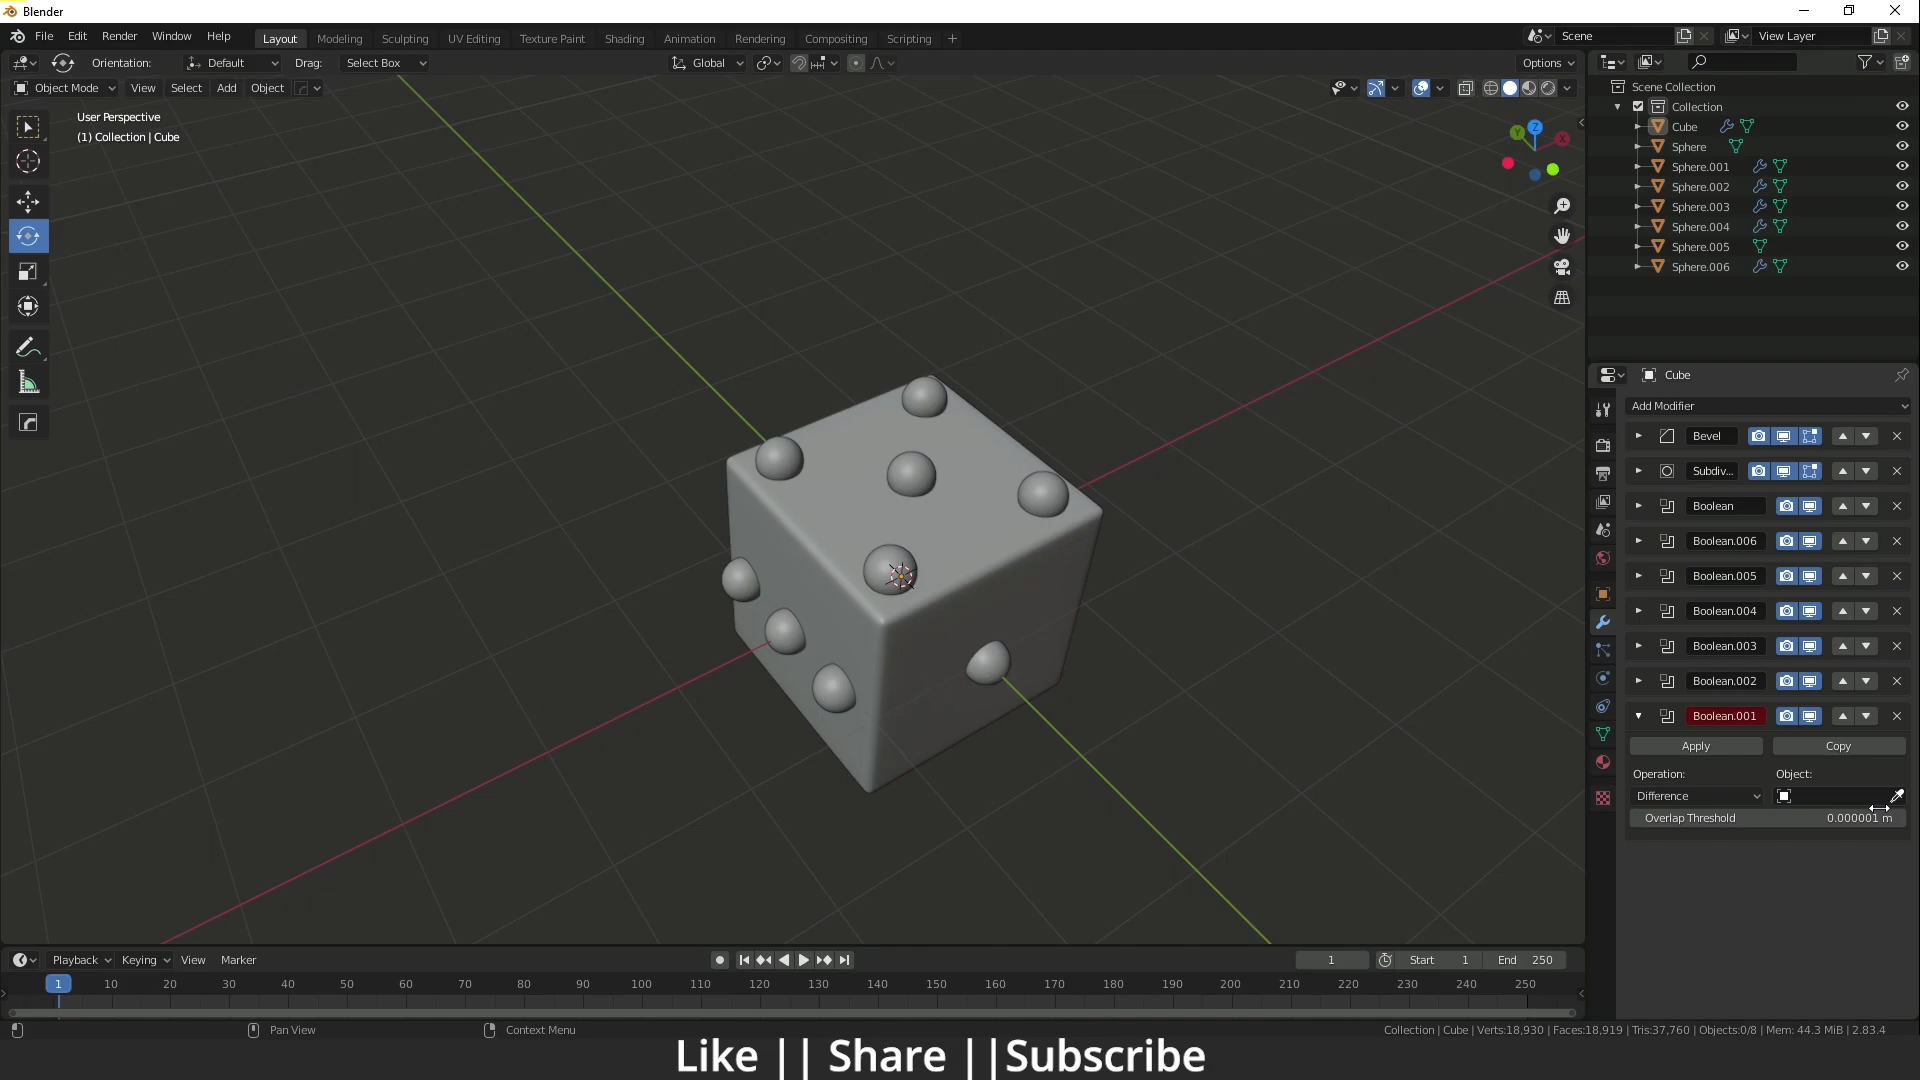 Blender
File Edit Render Window Help Layout Modeling Sculpting UV Editing Texture Paint Shading Animation Rendering Compositing Scripting + Scene View Layer
Orientation: Default Drag: Select Box Global Options
Object Mode View Select Add Object
User Perspective
(1) Collection | Cube
Z
Y
X
Scene Collection
Collection
Cube
Sphere
Sphere.001
Sphere.002
Sphere.003
Sphere.004
Sphere.005
Sphere.006
Cube
Add Modifier
Bevel
Subdiv...
Boolean
Boolean.006
Boolean.005
Boolean.004
Boolean.003
Boolean.002
Boolean.001
Apply Copy
Operation: Object:
Difference
Overlap Threshold 0.000001 m
Playback Keying View Marker 1 Start 1 End 250
1 10 20 30 40 50 60 70 80 90 100 110 120 130 140 150 160 170 180 190 200 210 220 230 240 250
Pan View Context Menu Collection | Cube | Verts:18,930 | Faces:18,919 | Tris:37,760 | Objects:0/8 | Mem: 44.3 MiB | 2.83.4
Like || Share ||Subscribe